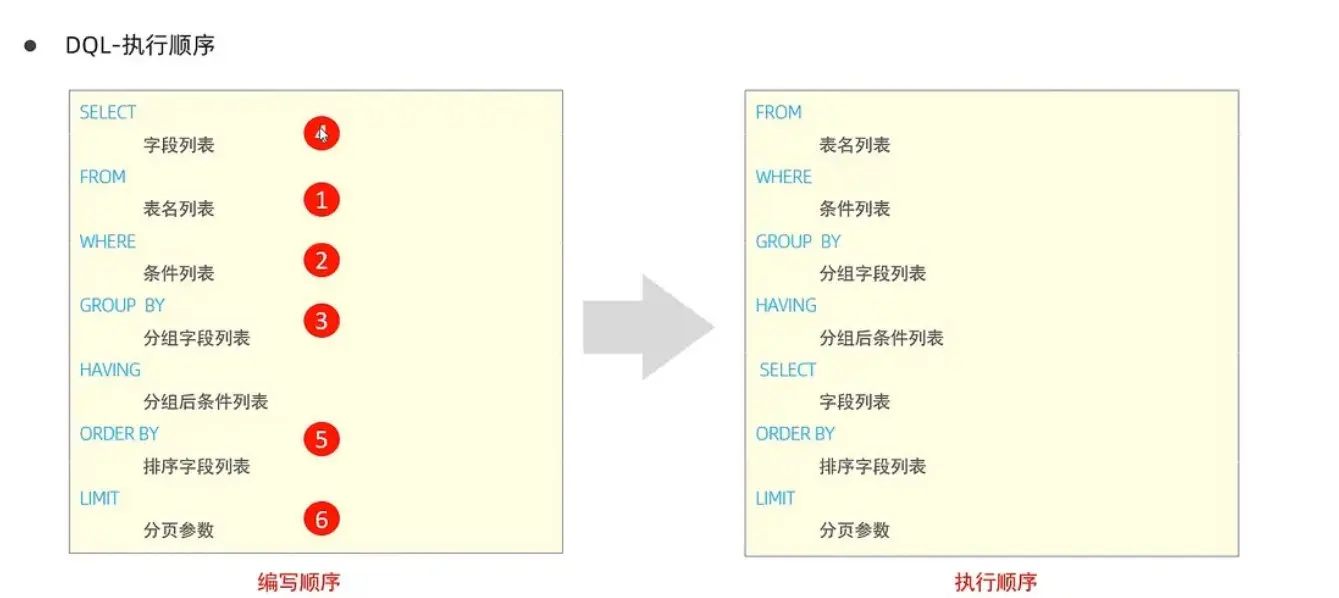 DQL-执行顺序
SELECT
字段列表
4
FROM
表名列表
1
WHERE
条件列表
2
GROUP BY
分组字段列表
3
HAVING
分组后条件列表
ORDER BY
排序字段列表
5
LIMIT
分页参数
6
编写顺序
FROM
表名列表
WHERE
条件列表
GROUP BY
分组字段列表
HAVING
分组后条件列表
SELECT
字段列表
ORDER BY
排序字段列表
LIMIT
分页参数
执行顺序